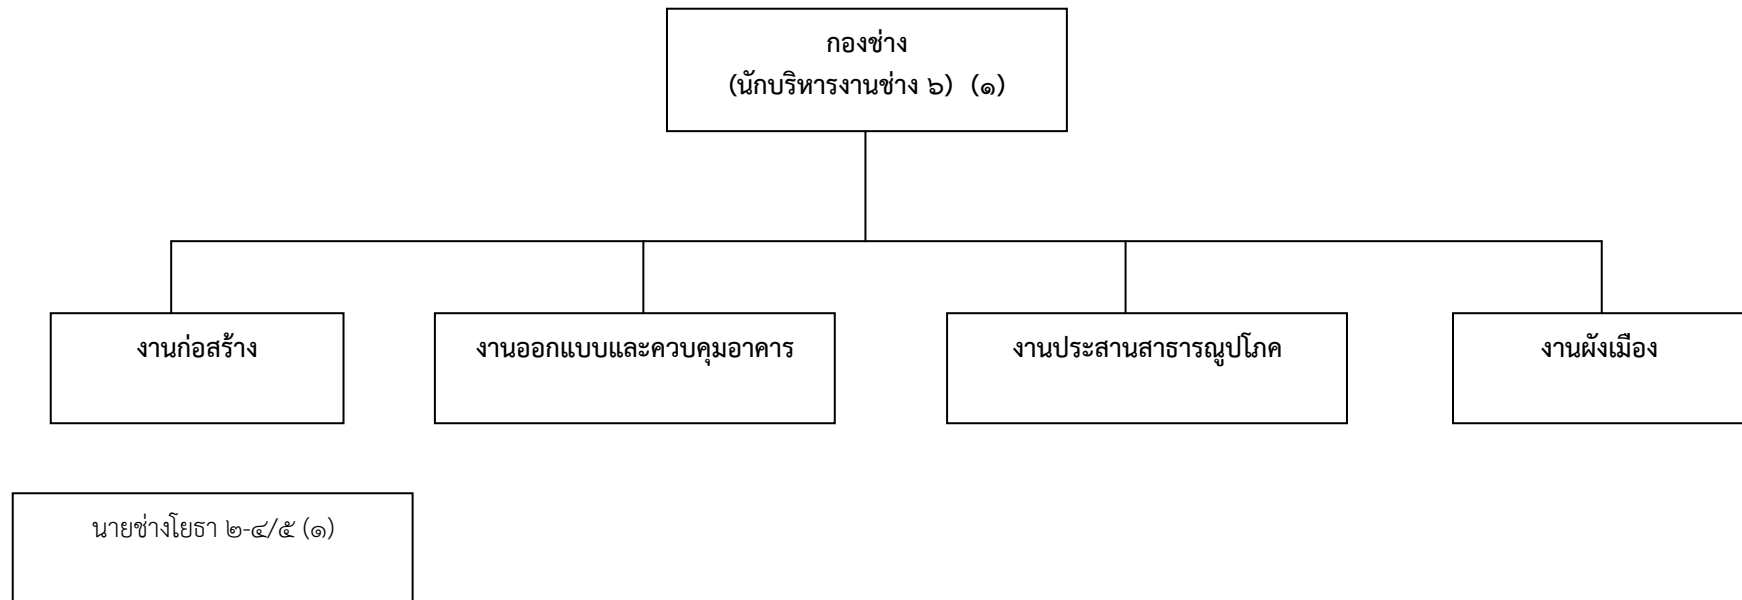 กองช่าง
(นักบริหารงานช่าง ๖) (๑)
งานก่อสร้าง
งานออกแบบและควบคุมอาคาร
งานประสานสาธารณูปโภค
งานผังเมือง
นายช่างโยธา ๒-๔/๕ (๑)